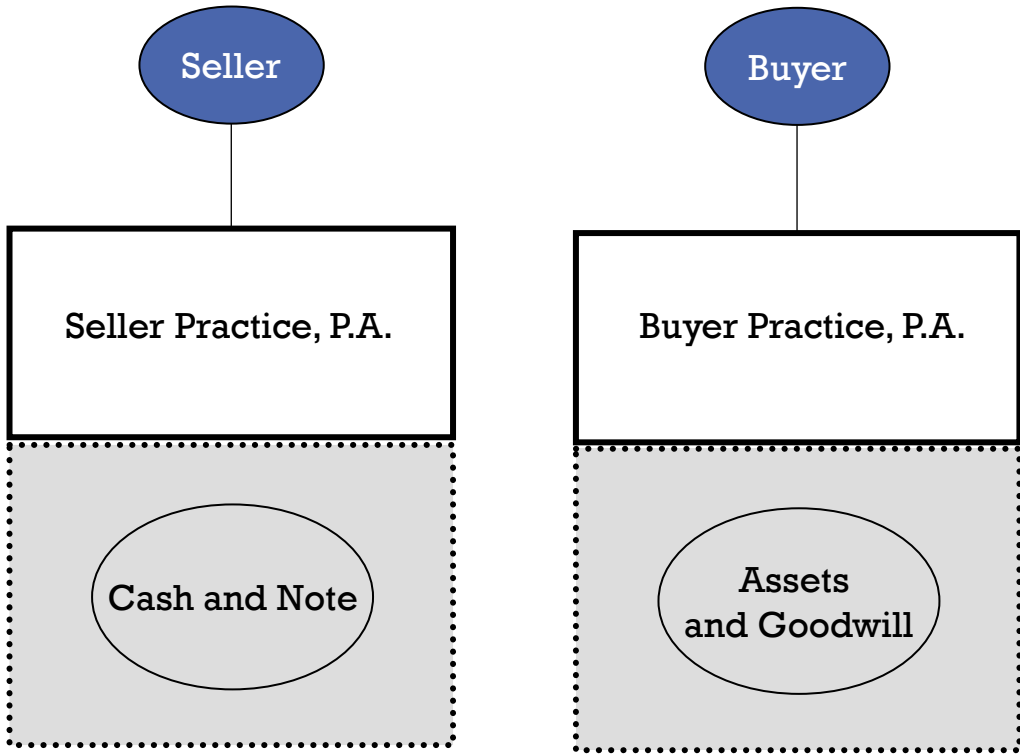 Seller
Buyer
Seller Practice, P.A.
Buyer Practice, P.A.
Cash and Note
Assets
and Goodwill